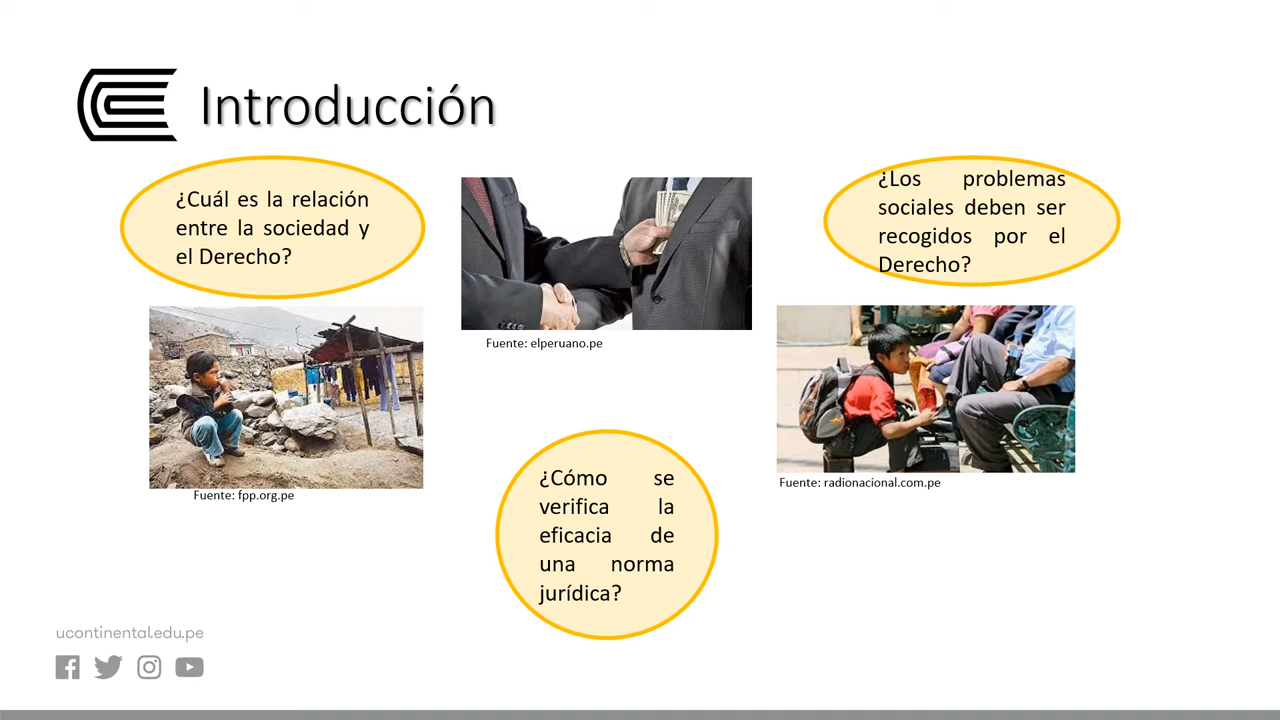 Introducción
¿Cuál es la relación
entre la sociedad y
el Derecho?
¿Los problemas
sociales deben ser
recogidos por el
Derecho?
Fuente: elperuano.pe
Fuente: fpp.org.pe
Fuente: radionacional.com.pe
¿Cómo se
verifica la
eficacia de
una norma
jurídica?
ucontinental.edu.pe